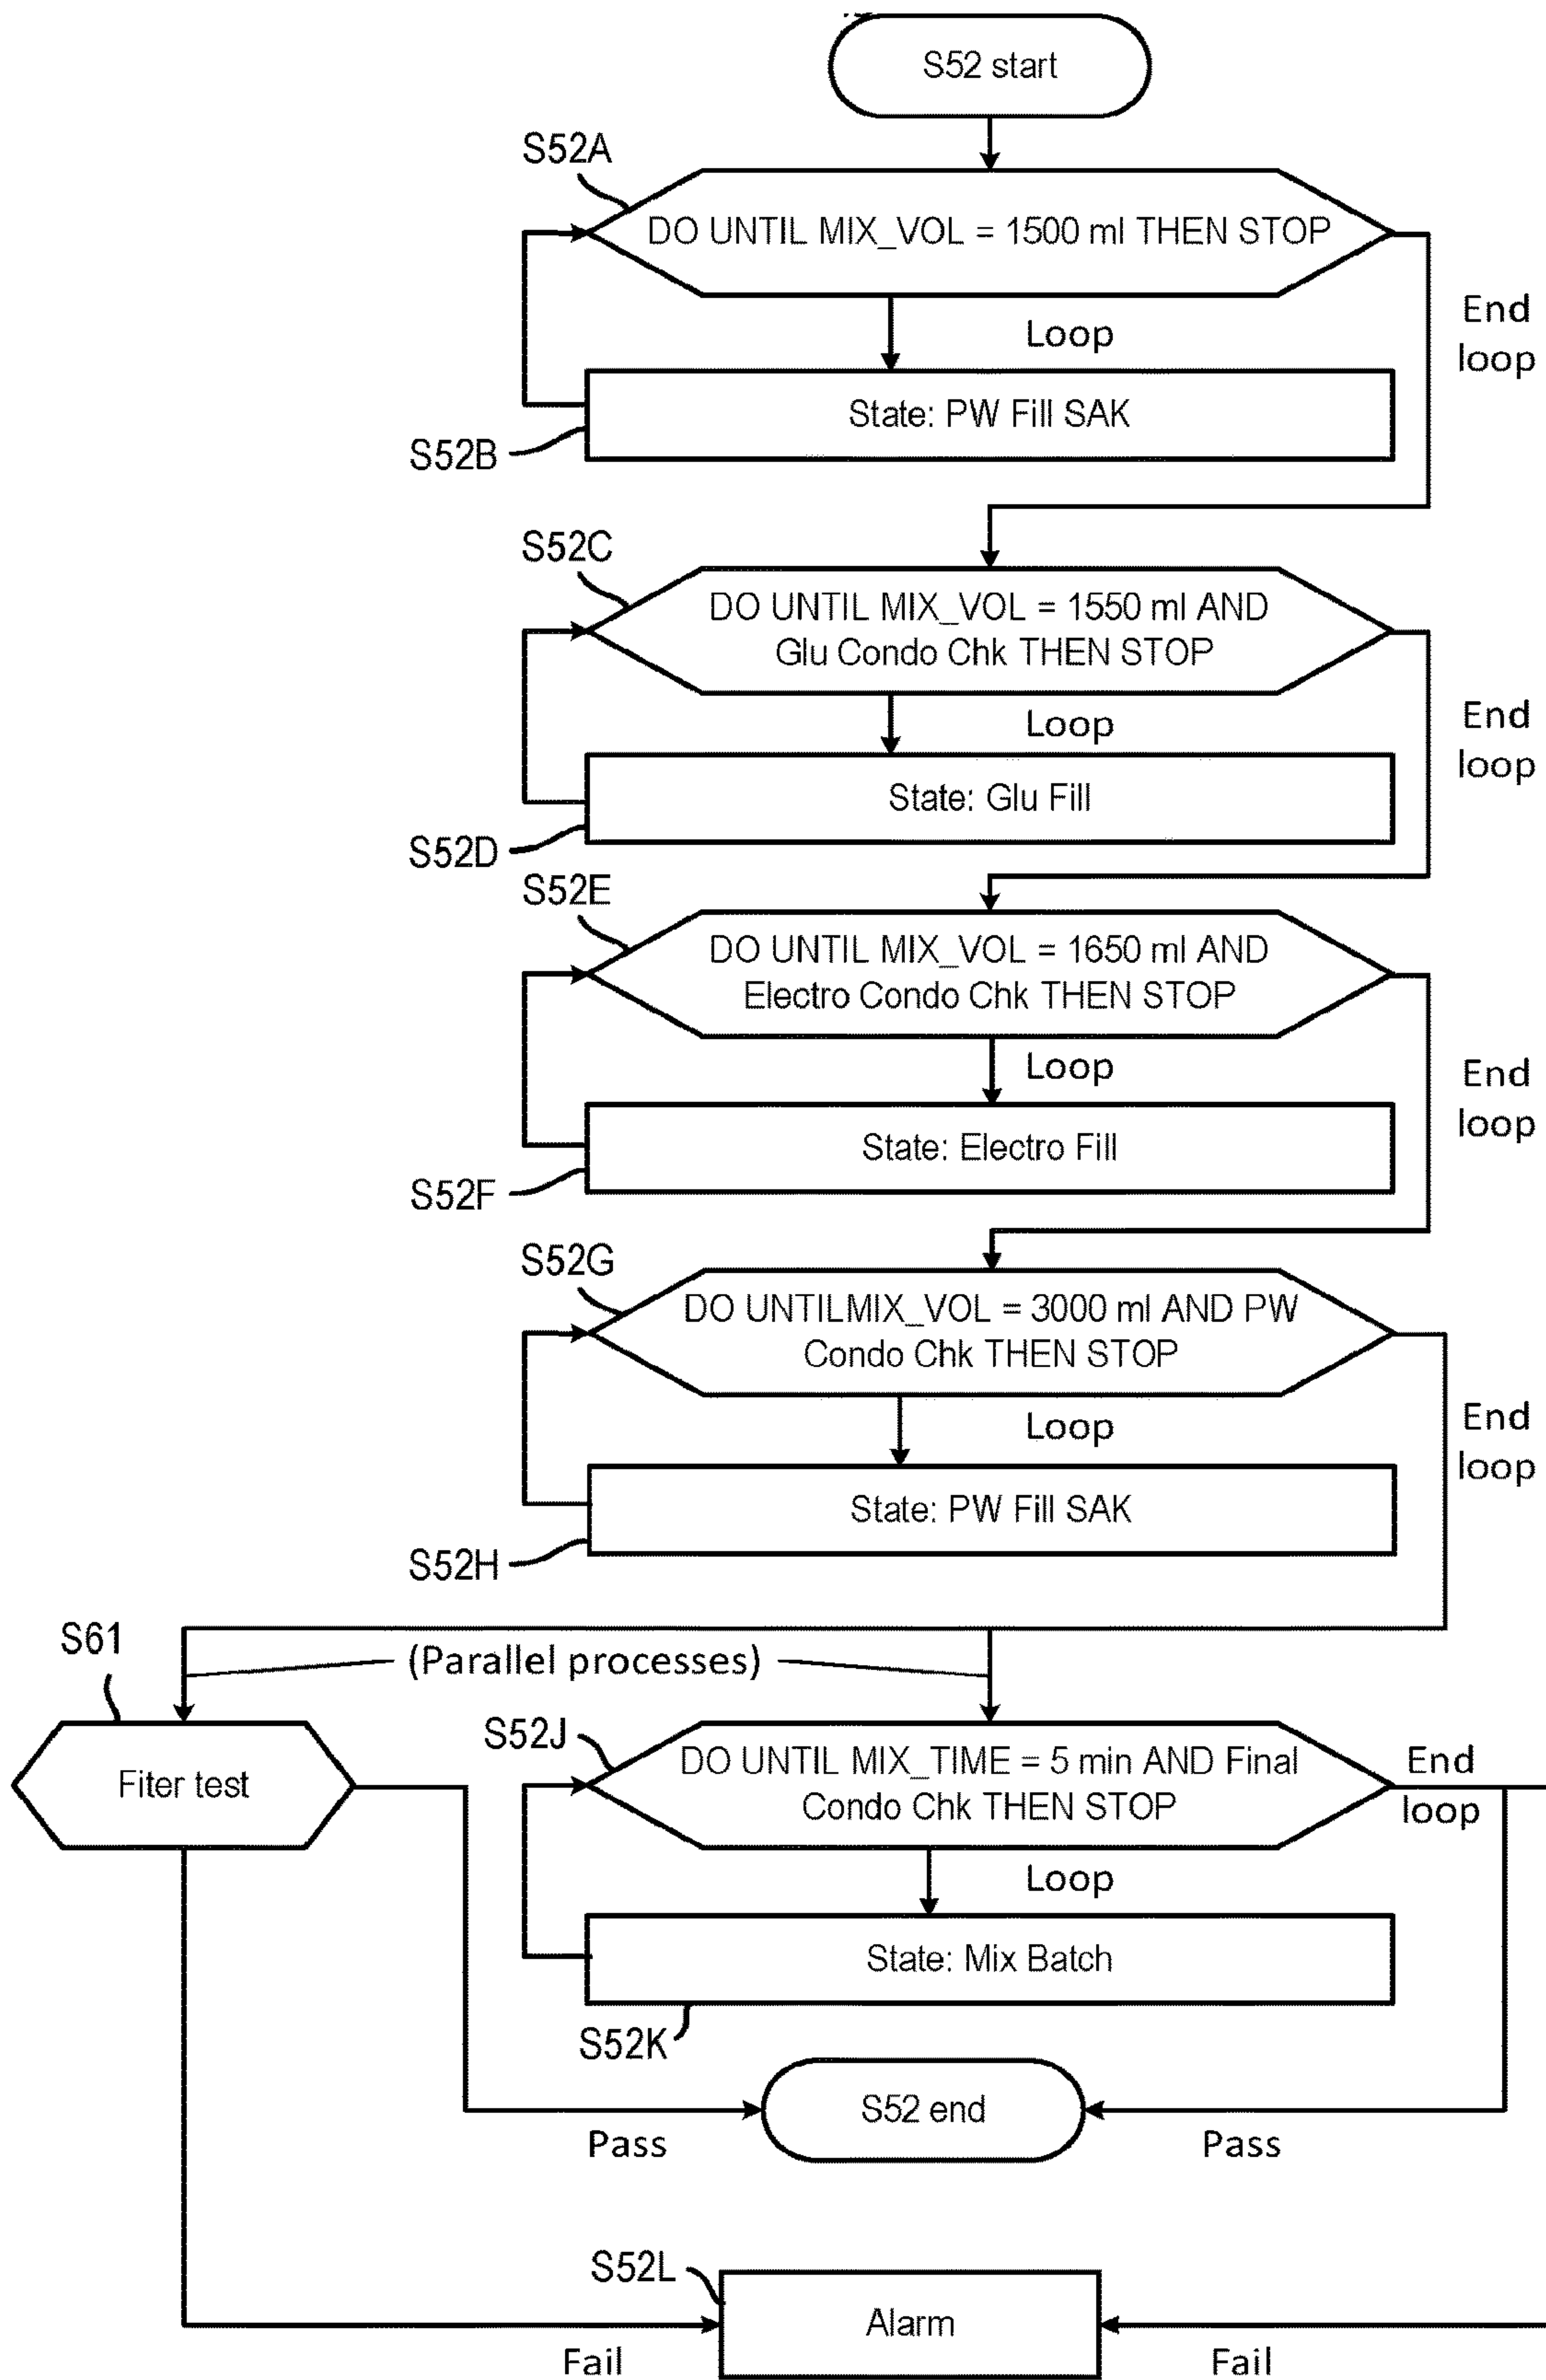 S52 start
S52A
DO UNTIL MIX_VOL = 1500 ml THEN STOP
End
loop
Loop
State: PW Fill SAK
S52B
S52C
DO UNTIL MIX_VOL = 1550 ml AND
Glu Condo Chk THEN STOP
End
loop
Loop
State: Glu Fill
S52D
S52E
DO UNTIL MIX_VOL = 1650 ml AND
Electro Condo Chk THEN STOP
End
loop
Loop
State: Electro Fill
S52F
S52G
DO UNTILMIX_VOL = 3000 ml AND PW
Condo Chk THEN STOP
End
loop
Loop
State: PW Fill SAK
S52H
S61
(Parallel processes)
Fiter test
S52J
DO UNTIL MIX_TIME = 5 min AND Final
Condo Chk THEN STOP
End
loop
Loop
State: Mix Batch
S52K
S52 end
Pass
Pass
S52L
Alarm
Fail
Fail